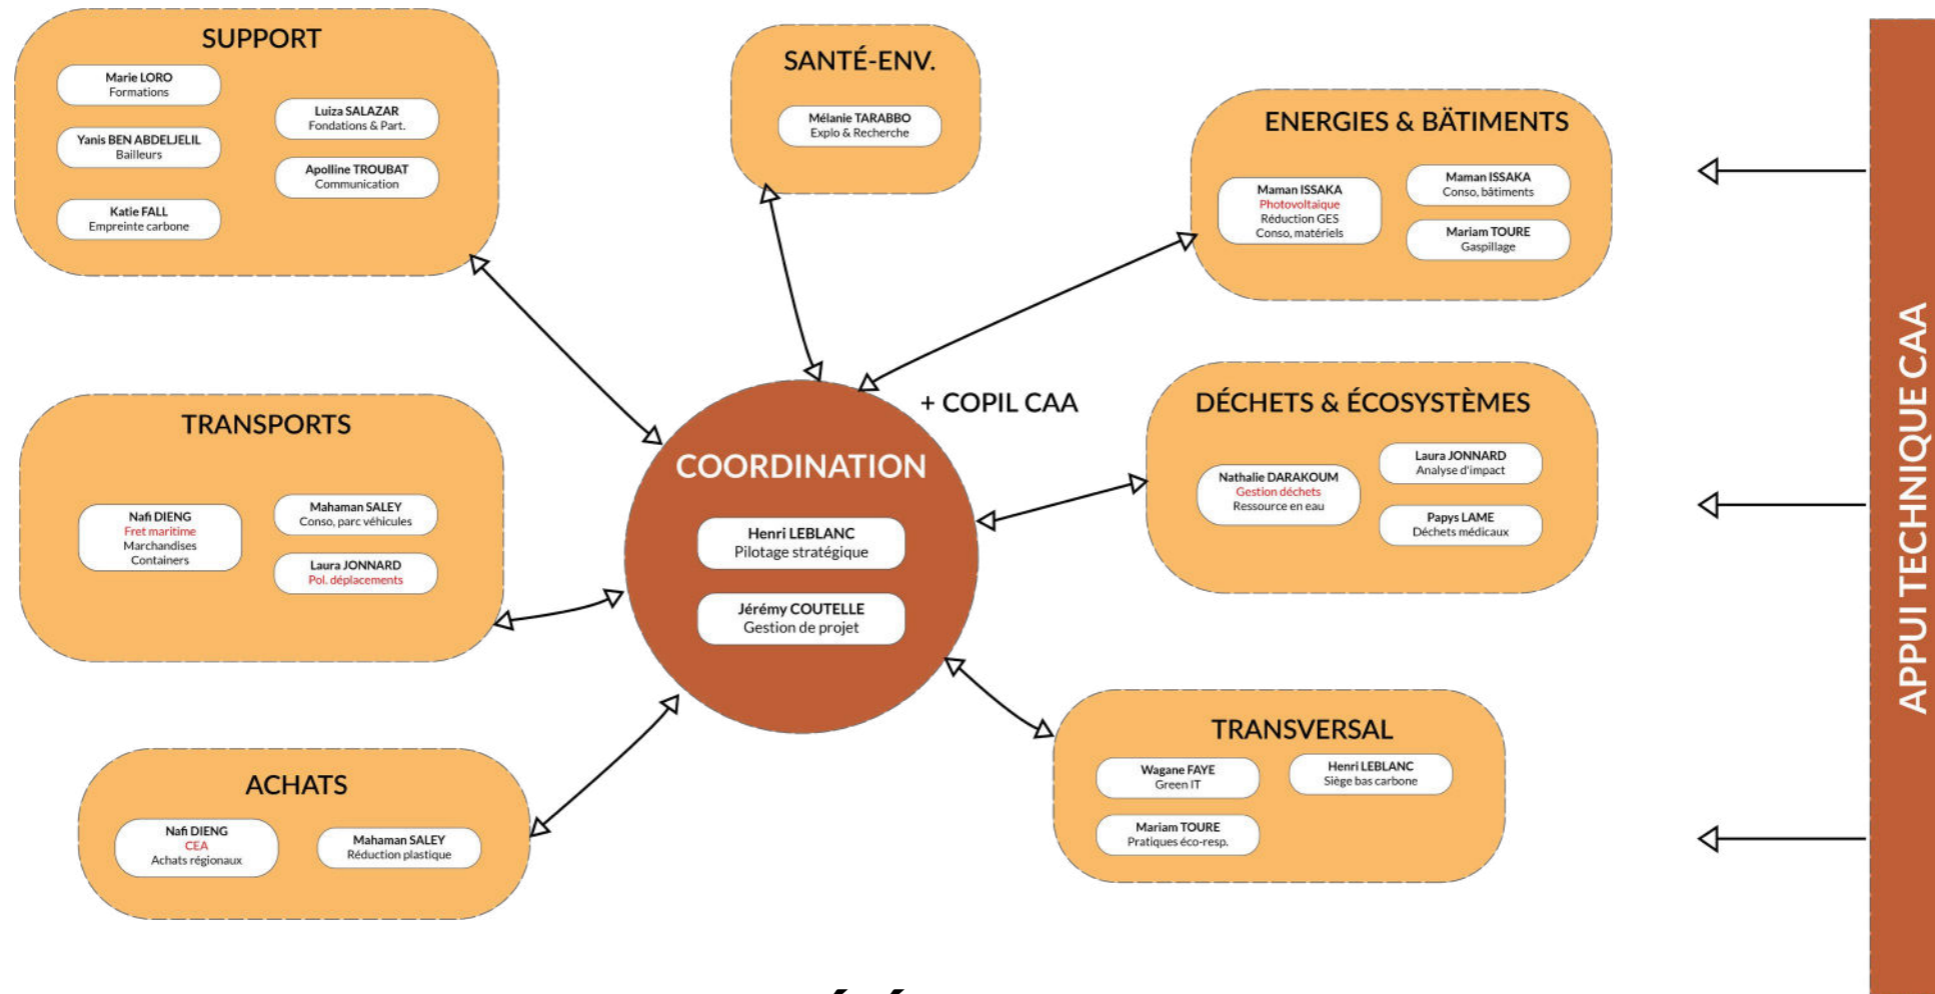 SUPPORT
Marie LORO
Formations
Yanis BEN ABDELJELIL
Bailleurs
Katie FALL
Empreinte carbone
Luiza SALAZAR
Fondations & Part.
Apolline TROUBAT
Communication
SANTÉ-ENV.
Mélanie TARABBO
Explo & Recherche
ENERGIES & BÄTIMENTS
Maman ISSAKA
Photovoltaique
Réduction GES
Conso, matériels
Maman ISSAKA
Conso, bâtiments
Mariam TOURE
Gaspillage
TRANSPORTS
Nafi DIENG
Fret maritime
Marchandises
Containers
Mahaman SALEY
Conso, parc véhicules
Laura JONNARD
Pol. déplacements
+ COPIL CAA
COORDINATION
Henri LEBLANC
Pilotage stratégique
Jérémy COUTELLE
Gestion de projet
DÉCHETS & ÉCOSYSTÈMES
Nathalie DARAKOUM
Gestion déchets
Ressource en eau
Laura JONNARD
Analyse d'impact
Papys LAME
Déchets médicaux
ACHATS
Nafi DIENG
CEA
Achats régionaux
Mahaman SALEY
Réduction plastique
TRANSVERSAL
Wagane FAYE
Green IT
Mariam TOURE
Pratiques éco-resp.
Henri LEBLANC
Siège bas carbone
APPUI TECHNIQUE CAA